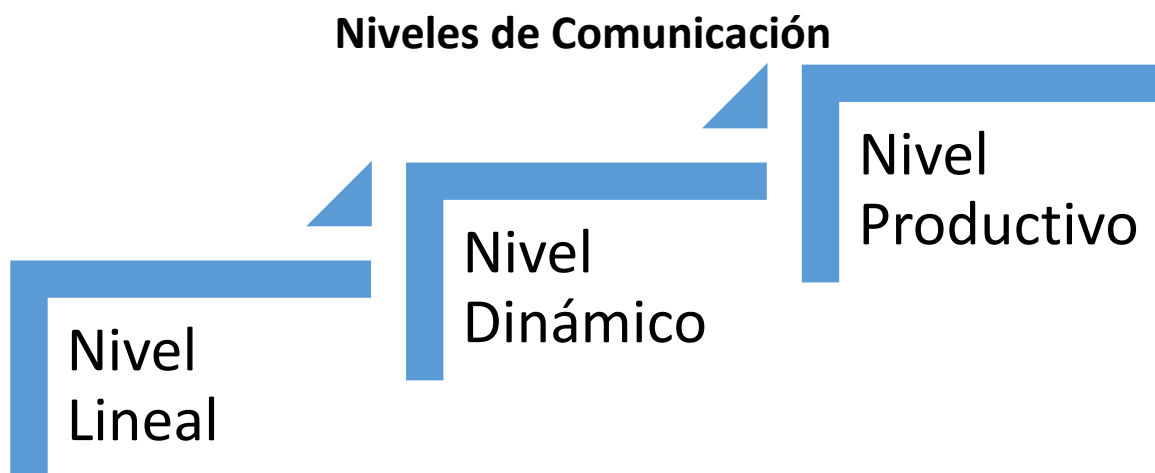 Niveles de Comunicación
Nivel
Lineal
Nivel
Dinámico
Nivel
Productivo